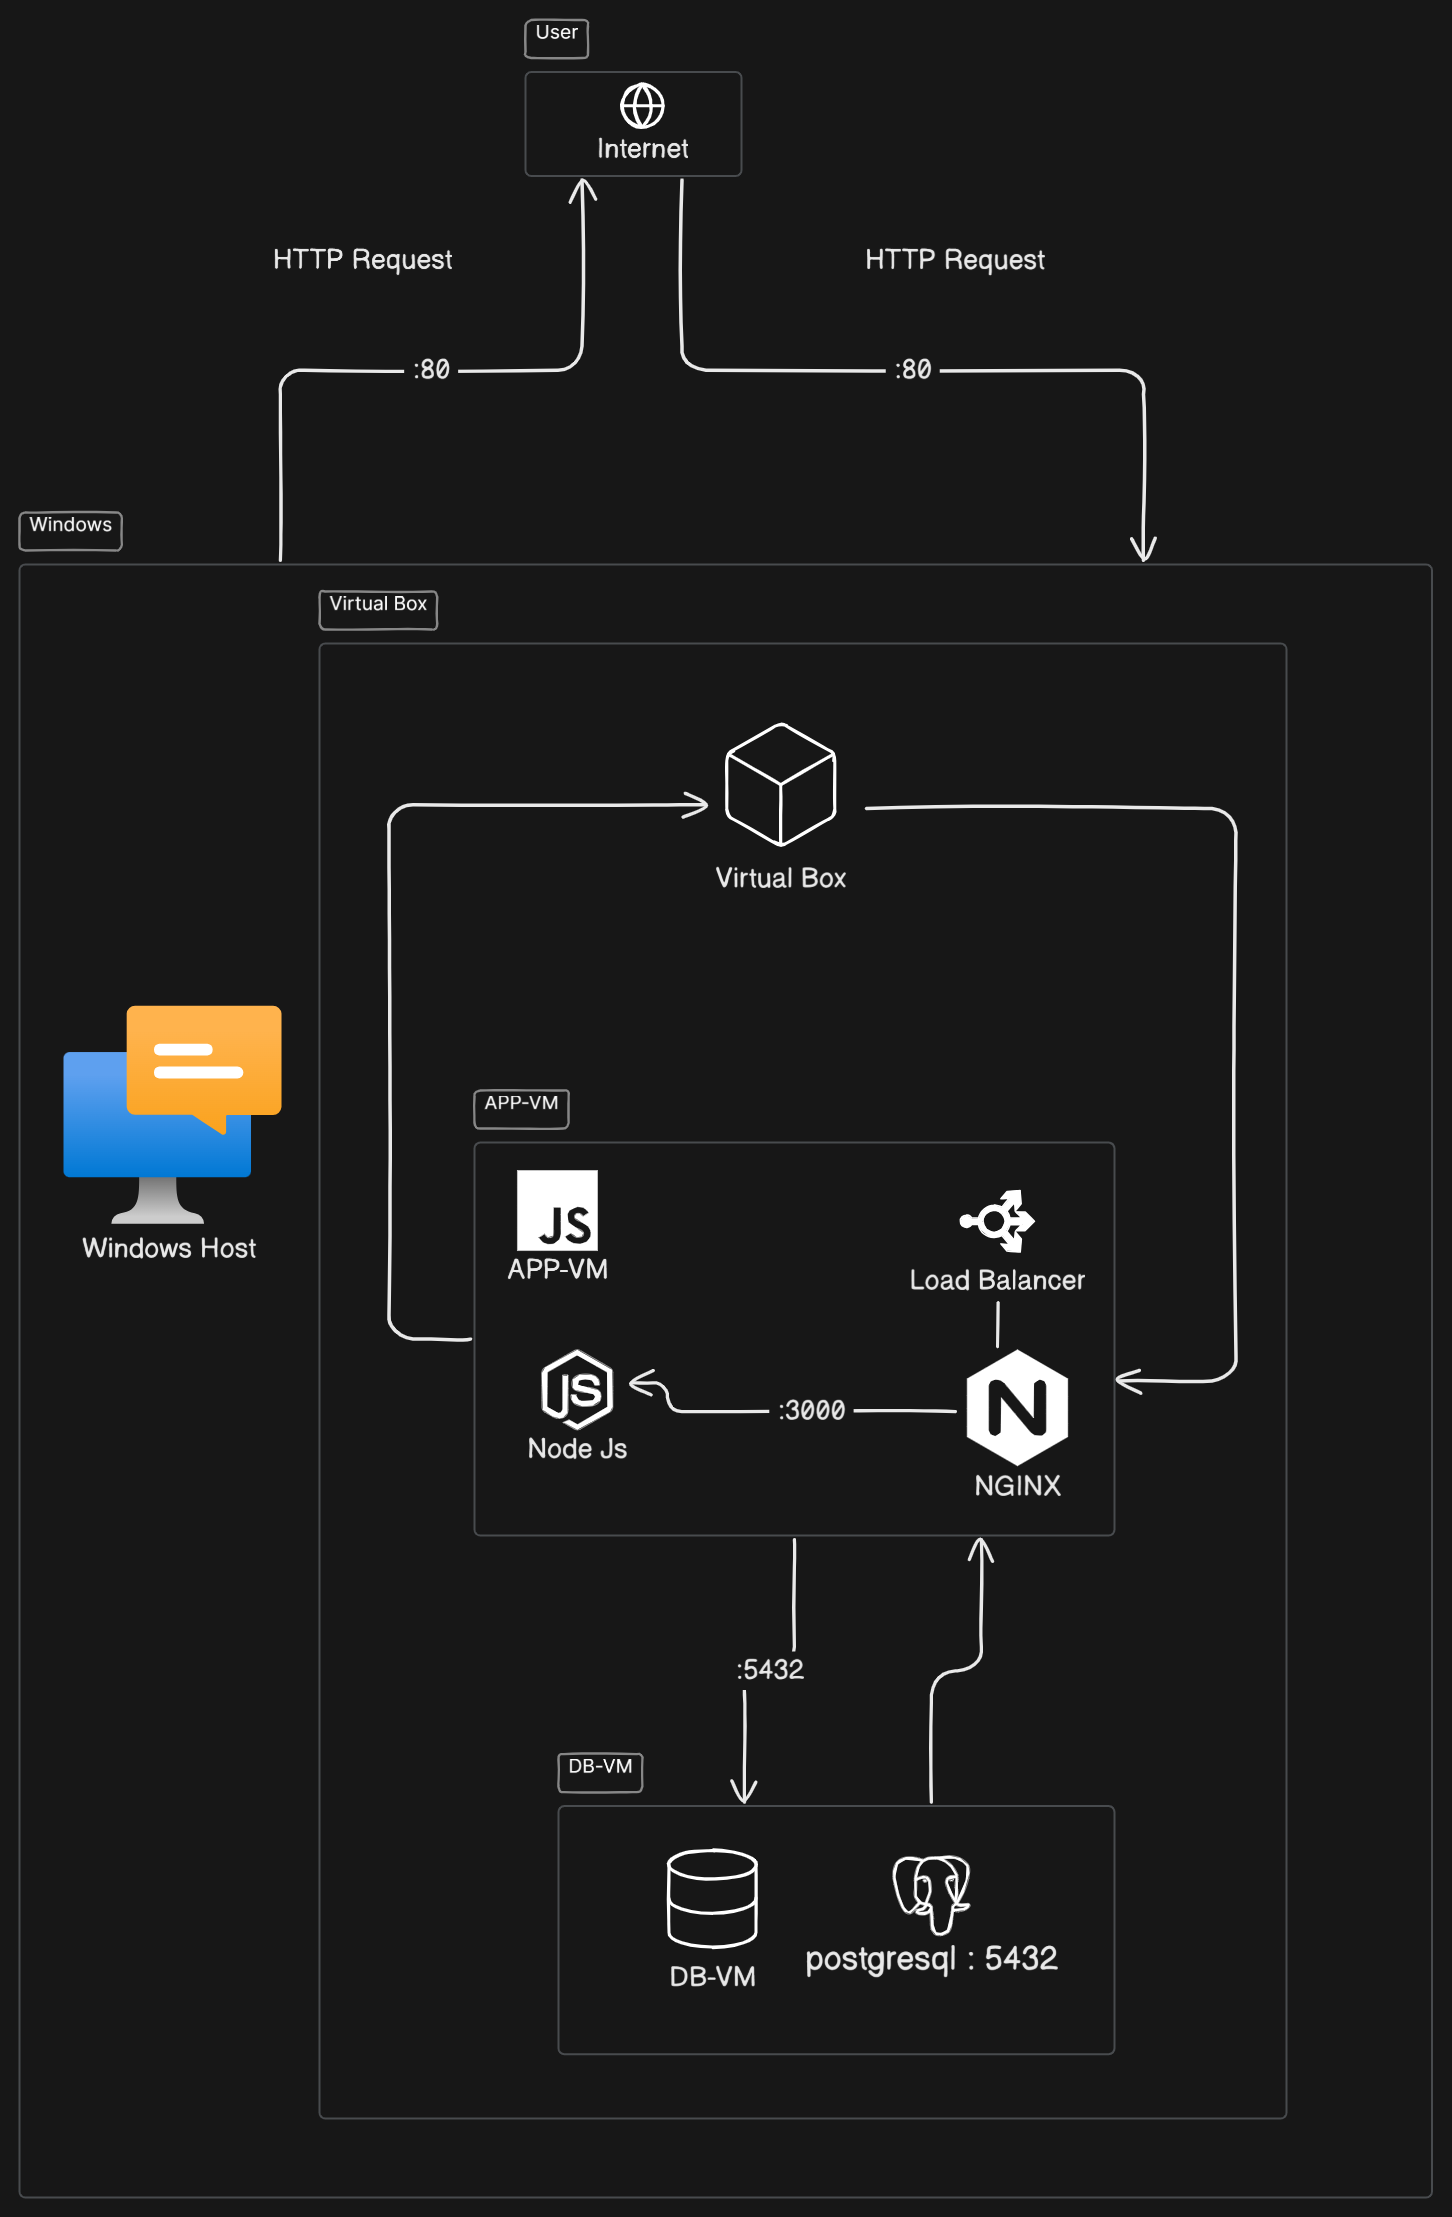 User
Internet
HTTP Request
HTTP Request
:80
:80
Windows
Virtual Box
Virtual Box
APP-VM
JS
APP-VM
Load Balancer
Windows Host
JS
:3000
N
Node Js
NGINX
:5432
DB-VM
DB-VM
postgresql : 5432